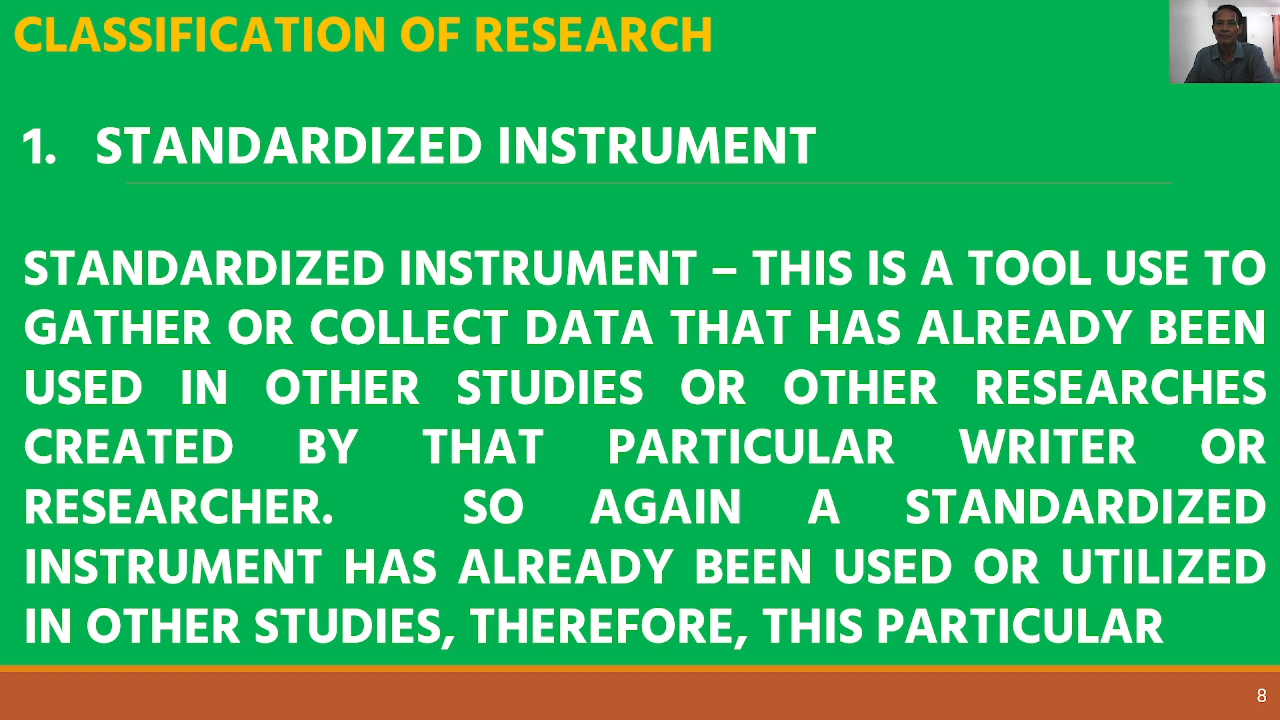 CLASSIFICATION OF RESEARCH
1. STANDARDIZED INSTRUMENT
STANDARDIZED INSTRUMENT – THIS IS A TOOL USE TO
GATHER OR COLLECT DATA THAT HAS ALREADY BEEN
USED IN OTHER STUDIES OR OTHER RESEARCHES
CREATED BY THAT PARTICULAR WRITER OR
RESEARCHER. SO AGAIN A STANDARDIZED
INSTRUMENT HAS ALREADY BEEN USED OR UTILIZED
IN OTHER STUDIES, THEREFORE, THIS PARTICULAR
8